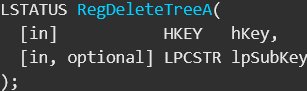 LSTATUS RegDeleteTreeA(
  [in]           HKEY   hKey,
  [in, optional] LPCSTR lpSubKey
);